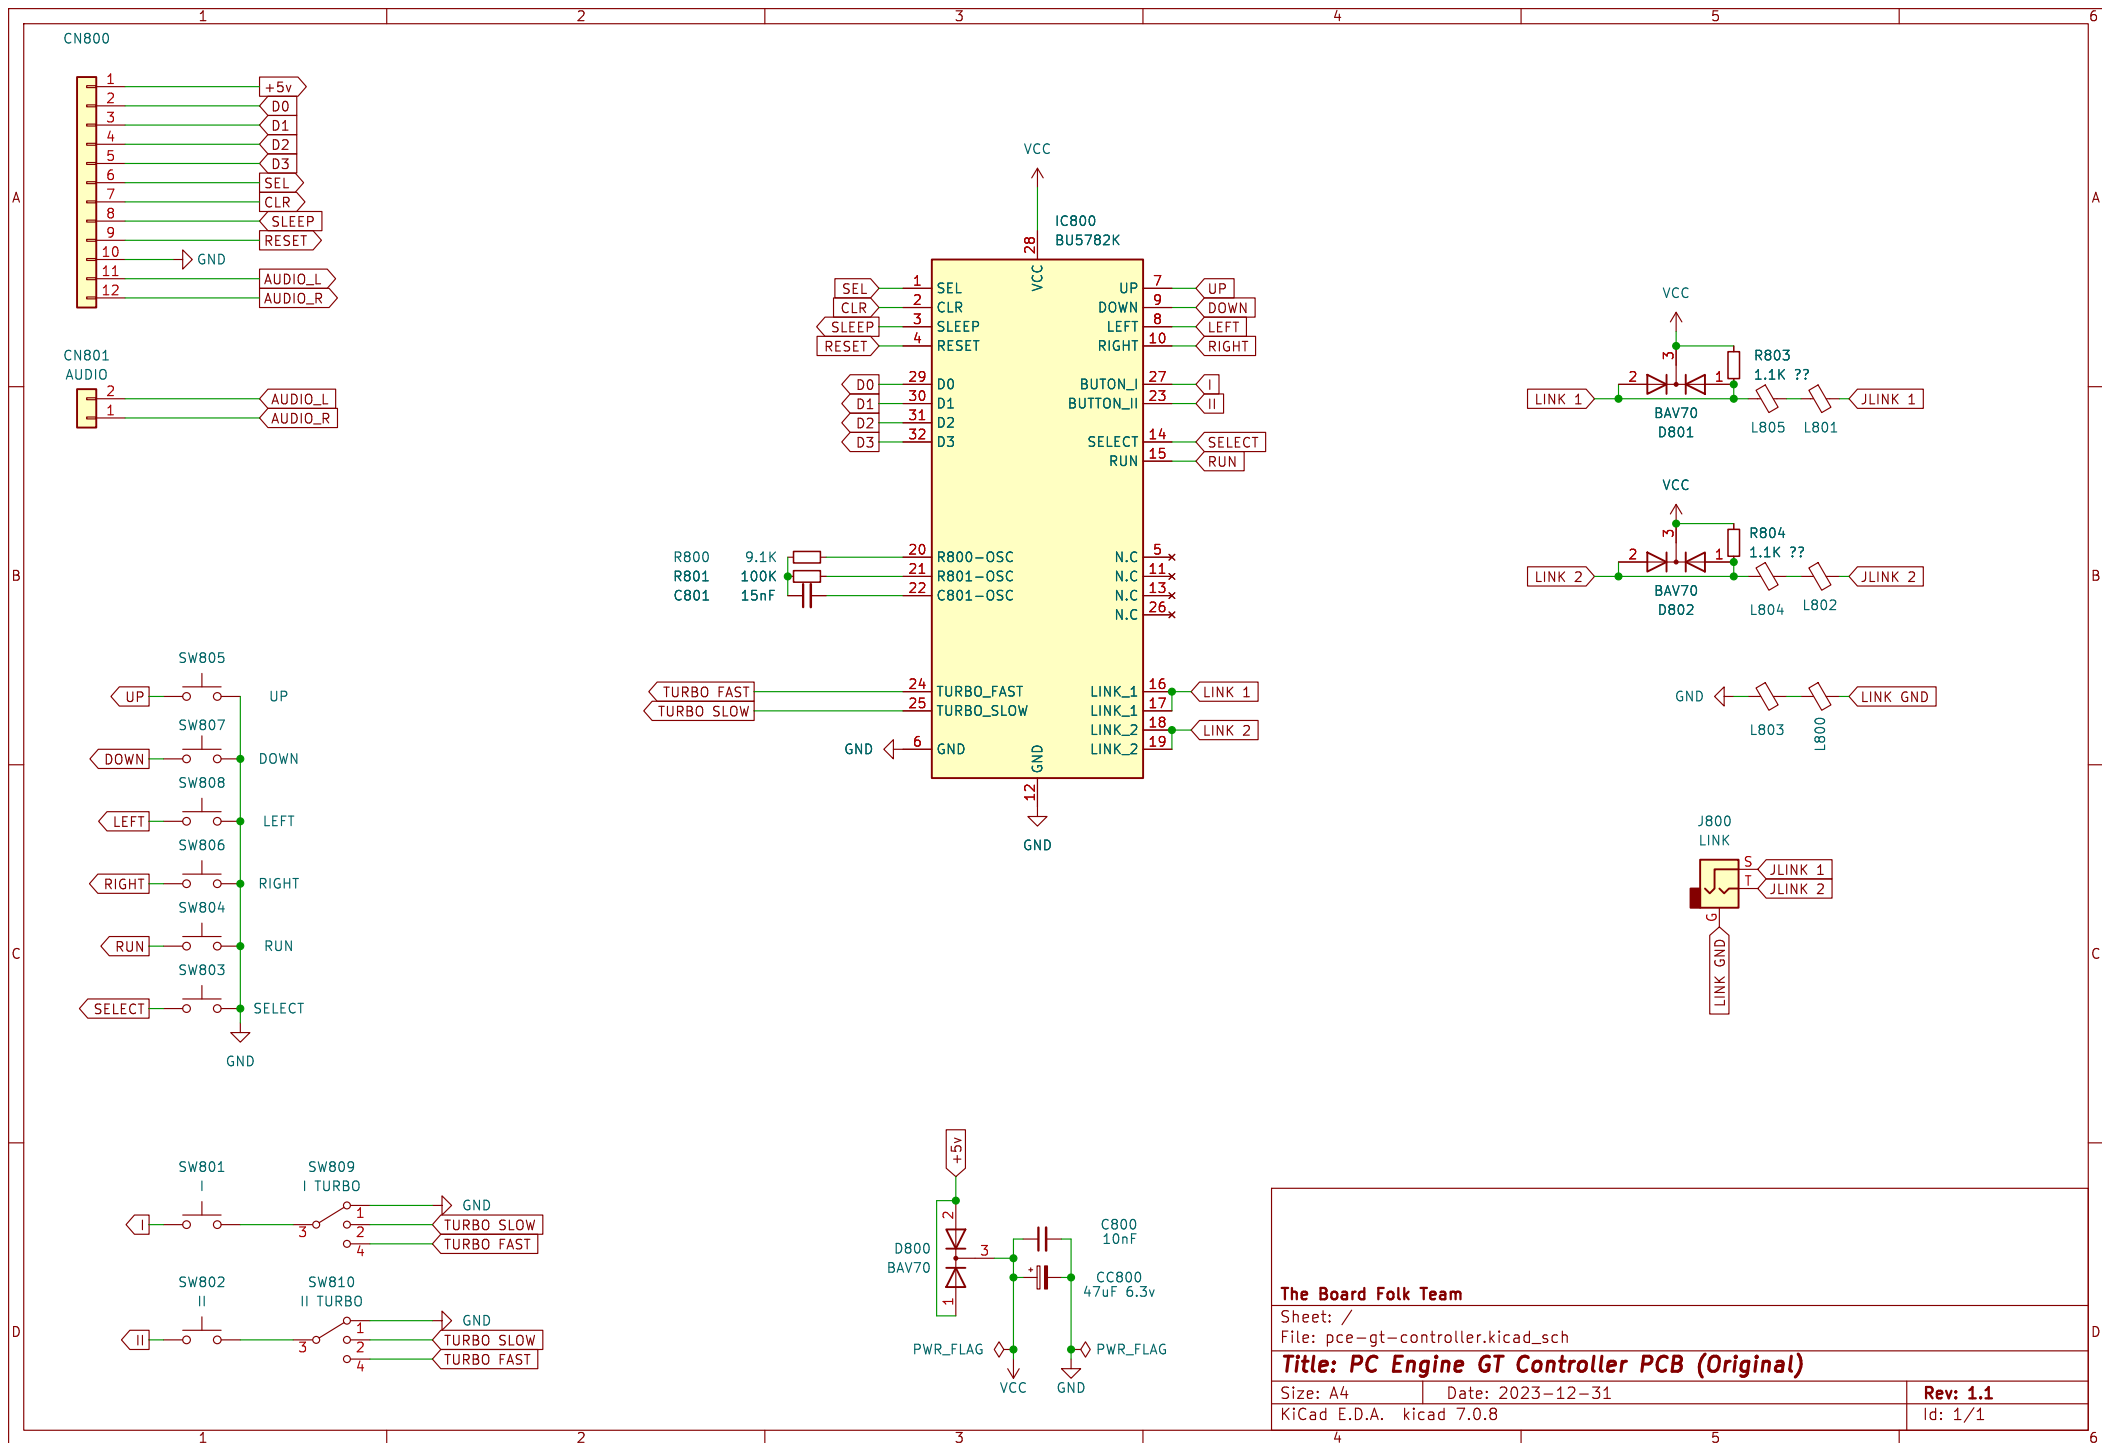 1 2 3 4 5 6
A A
B B
C C
D D
1 2 3 4 5 6
CN800
1 +5v
2 D0
3 D1
4 D2
5 D3
6 SEL
7 CLR
8 SLEEP
9 RESET
10 GND
11 AUDIO_L
12 AUDIO_R
CN801
AUDIO
2 AUDIO_L
1 AUDIO_R
VCC
IC800
BU5782K
28
VCC
SEL 1 SEL
CLR 2 CLR
SLEEP 3 SLEEP
RESET 4 RESET
D0 29 D0
D1 30 D1
D2 31 D2
D3 32 D3
R800 9.1K 20 R800-OSC
R801 100K 21 R801-OSC
C801 15nF 22 C801-OSC
TURBO FAST 24 TURBO_FAST
TURBO SLOW 25 TURBO_SLOW
GND 6 GND
UP 7 UP
DOWN 9 DOWN
LEFT 8 LEFT
RIGHT 10 RIGHT
BUTON_I 27 I
BUTTON_II 23 II
SELECT 14 SELECT
RUN 15 RUN
N.C 5
N.C 11
N.C 13
N.C 26
LINK_1 16 LINK 1
LINK_1 17
LINK_2 18 LINK 2
LINK_2 19
GND
12
GND
VCC
3
R803
1.1K ??
2 1
LINK 1
JLINK 1
BAV70
D801
L805 L801
VCC
3
R804
1.1K ??
2 1
LINK 2
JLINK 2
BAV70
D802
L804 L802
GND LINK GND
L803 L800
J800
LINK
S JLINK 1
T JLINK 2
G
LINK GND
SW805
UP UP
SW807
DOWN DOWN
SW808
LEFT LEFT
SW806
RIGHT RIGHT
SW804
RUN RUN
SW803
SELECT SELECT
GND
SW801
I
I
SW809
I TURBO
3
1 GND
2 TURBO SLOW
4 TURBO FAST
SW802
II
II
SW810
II TURBO
3
1 GND
2 TURBO SLOW
4 TURBO FAST
+5v
2
D800
BAV70
3
1
C800
10nF
CC800
47uF 6.3v
+
PWR_FLAG PWR_FLAG
VCC GND
The Board Folk Team
Sheet: /
File: pce-gt-controller.kicad_sch
Title: PC Engine GT Controller PCB (Original)
Size: A4 Date: 2023-12-31 Rev: 1.1
KiCad E.D.A. kicad 7.0.8 Id: 1/1